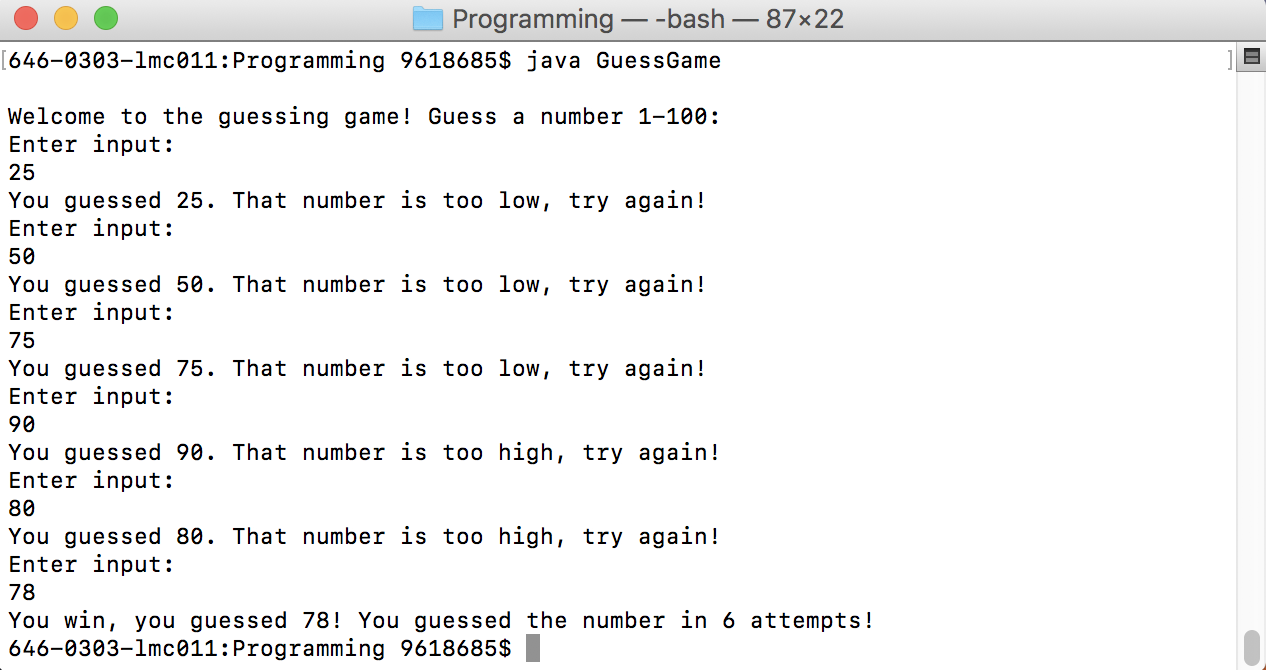 Programming — -bash — 87×22
[646-0303-lmc011:Programming 9618685$ java GuessGame ]
Welcome to the guessing game! Guess a number 1-100:
Enter input:
25
You guessed 25. That number is too low, try again!
Enter input:
50
You guessed 50. That number is too low, try again!
Enter input:
75
You guessed 75. That number is too low, try again!
Enter input:
90
You guessed 90. That number is too high, try again!
Enter input:
80
You guessed 80. That number is too high, try again!
Enter input:
78
You win, you guessed 78! You guessed the number in 6 attempts!
646-0303-lmc011:Programming 9618685$